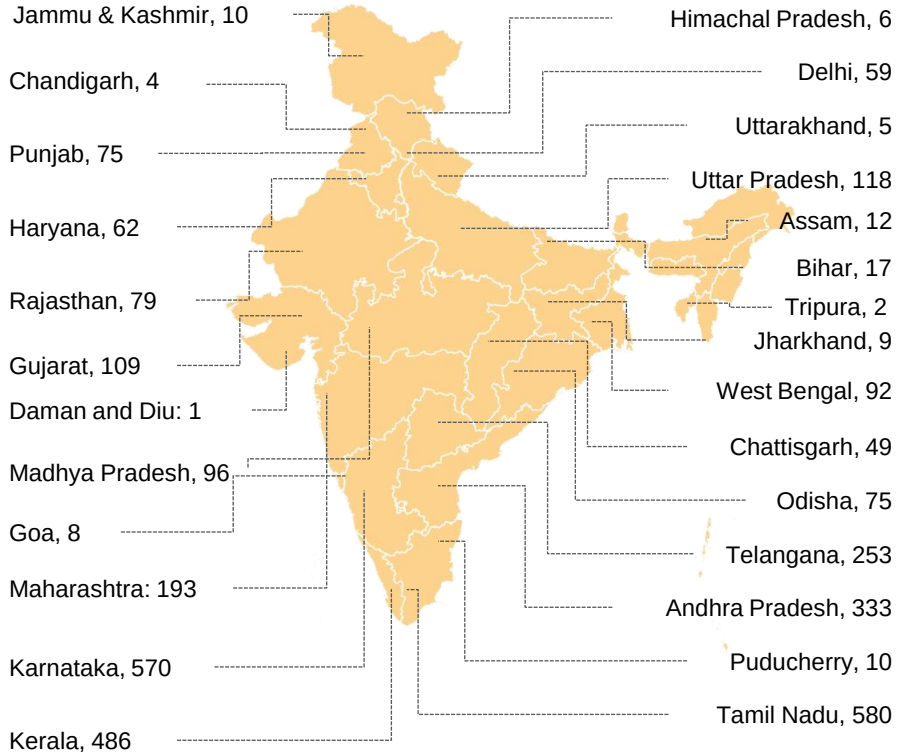 Jammu & Kashmir, 10
Chandigarh, 4
Punjab, 75
Haryana, 62
Rajasthan, 79
Gujarat, 109
Daman and Diu: 1
Madhya Pradesh, 96
Goa, 8
Maharashtra: 193
Karnataka, 570
Kerala, 486
Himachal Pradesh, 6
Delhi, 59
Uttarakhand, 5
Uttar Pradesh, 118
Assam, 12
Bihar, 17
Tripura, 2
Jharkhand, 9
West Bengal, 92
Chattisgarh, 49
Odisha, 75
Telangana, 253
Andhra Pradesh, 333
Puducherry, 10
Tamil Nadu, 580